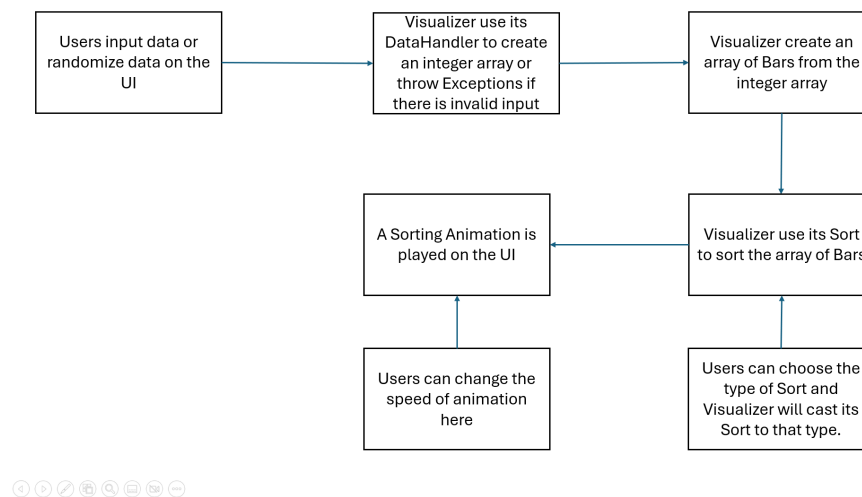 Users input data or
randomize data on the
UI
Visualizer use its
DataHandler to create
an integer array or
throw Exceptions if
there is invalid input
Visualizer create an
array of Bars from the
integer array
A Sorting Animation is
played on the UI
Visualizer use its Sort
to sort the array of Bars
Users can change the
speed of animation
here
Users can choose the
type of Sort and
Visualizer will cast its
Sort to that type.